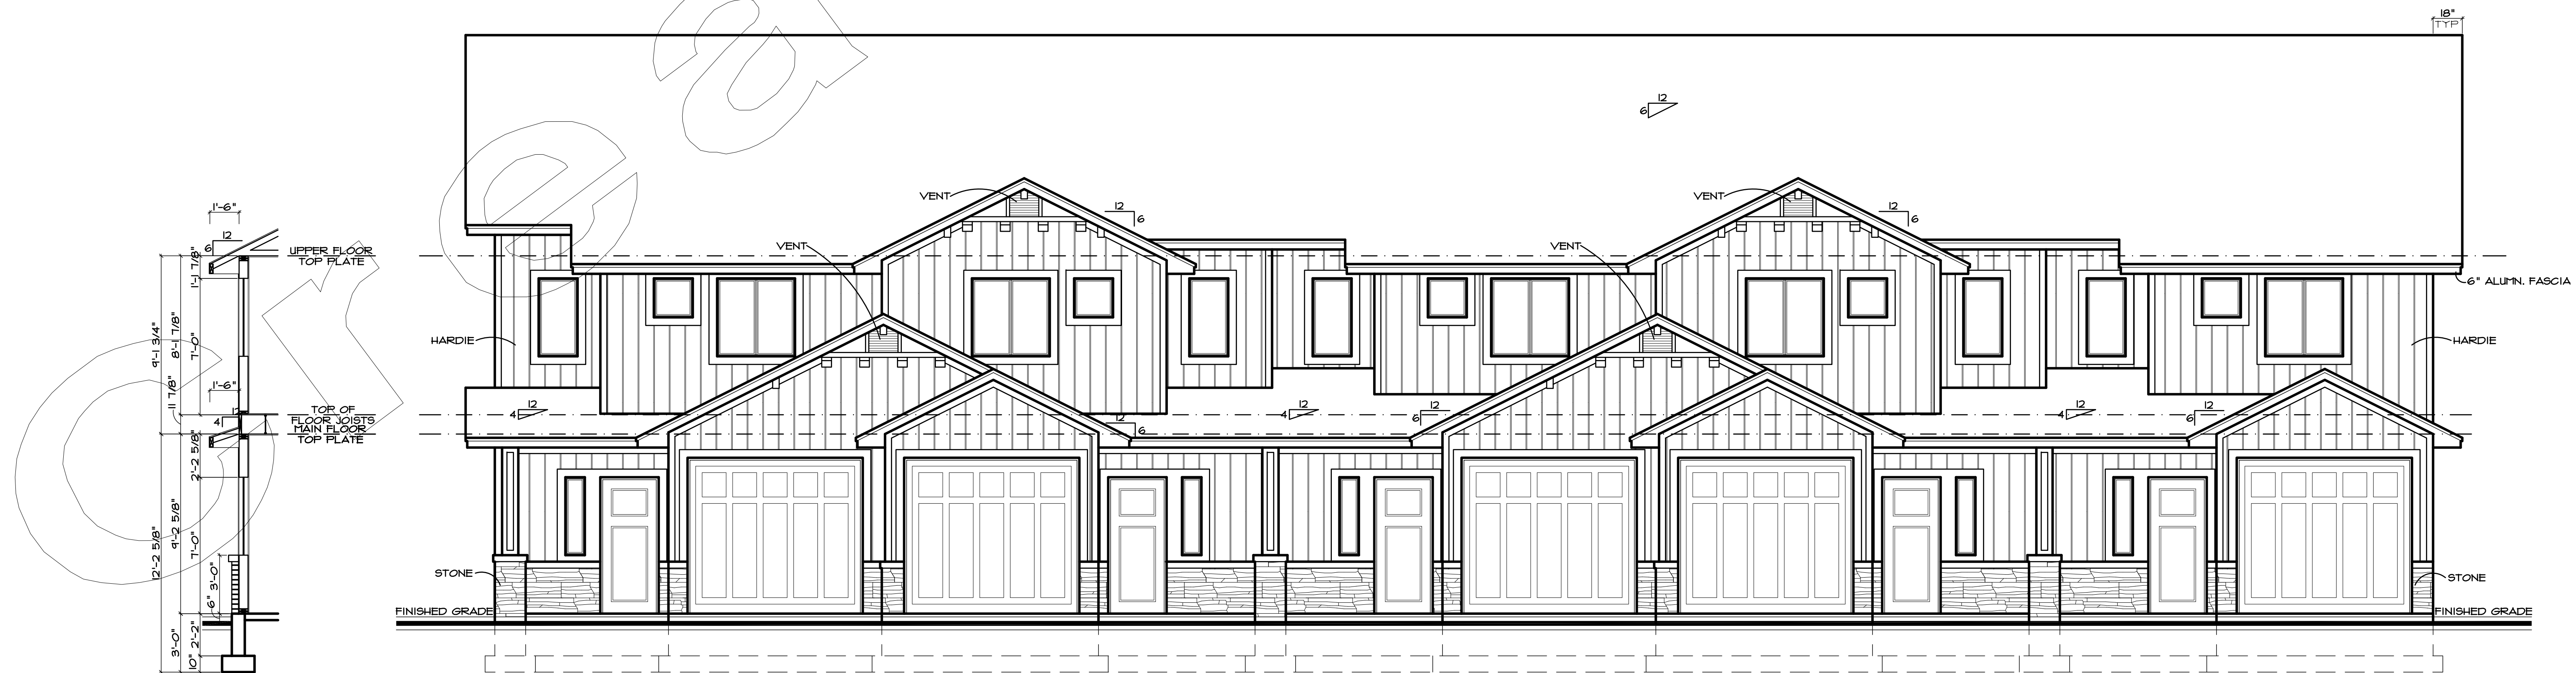 18"
TYP
12
6
VENT
12
6
VENT
12
6
VENT
VENT
1'-6"
12
6
UPPER FLOOR
TOP PLATE
1'-1 7/8"
6" ALUMN. FASCIA
9'-1 3/4"
8'-1 7/8"
7'-0"
HARDIE
HARDIE
11 7/8"
1'-6"
12
4
TOP OF
FLOOR JOISTS
MAIN FLOOR
TOP PLATE
12
4
12
6
12
4
12
6
12
4
12
6
2'-2 5/8"
12'-2 5/8"
9'-2 5/8"
7'-0"
3'-0"
6"
STONE
STONE
FINISHED GRADE
FINISHED GRADE
3'-0"
2'-2"
10"
Crea